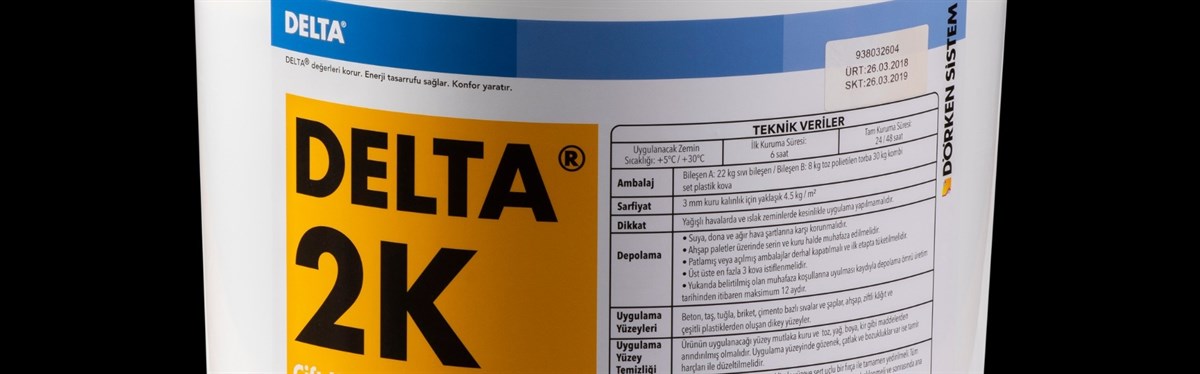 DELTA®
DELTA® değerleri korur. Enerji tasarrufu sağlar. Konfor yaratır.
938032604
ÜRT:26.03.2018
SKT:26.03.2019
DÖRKEN SİSTEM
DELTA®
2K
TEKNİK VERİLER
Uygulanacak Zemin
Sıcaklığı: +5°C / +30°C
İlk Kuruma Süresi:
6 saat
Tam Kuruma Süresi:
24 / 48 saat
Ambalaj
Bileşen A: 22 kg sıvı bileşen / Bileşen B: 8 kg toz polietilen torba 30 kg kombi
set plastik kova
Sarfiyat
3 mm kuru kalınlık için yaklaşık 4.5 kg / m²
Dikkat
Yağışlı havalarda ve ıslak zeminlerde kesinlikle uygulama yapılmamalıdır.
Depolama
• Suya, dona ve ağır hava şartlarına karşı korunmalıdır.
• Ahşap paletler üzerinde serin ve kuru halde muhafaza edilmelidir.
• Patlamış veya açılmış ambalajlar derhal kapatılmalı ve ilk etapta tüketilmelidir.
• Üst üste en fazla 3 kova istiflenmelidir.
• Yukarıda belirtilmiş olan muhafaza koşullarına uyulması kaydıyla depolama ömrü üretim
tarihinden itibaren maksimum 12 aydır.
Uygulama
Yüzeyleri
Beton, taş, tuğla, briket, çimento bazlı sıvalar ve şaplar, ahşap, ziftli kâğıt ve
çeşitli plastiklerden oluşan dikey yüzeyler.
Uygulama
Yüzey
Temizliği
Ürünün uygulanacağı yüzey mutlaka kuru ve toz, yağ, boya, kir gibi maddelerden
arındırılmış olmalıdır. Uygulama yüzeyinde gözenek, çatlak ve bozukluklar var ise tamir
harçları ile düzeltilmelidir.